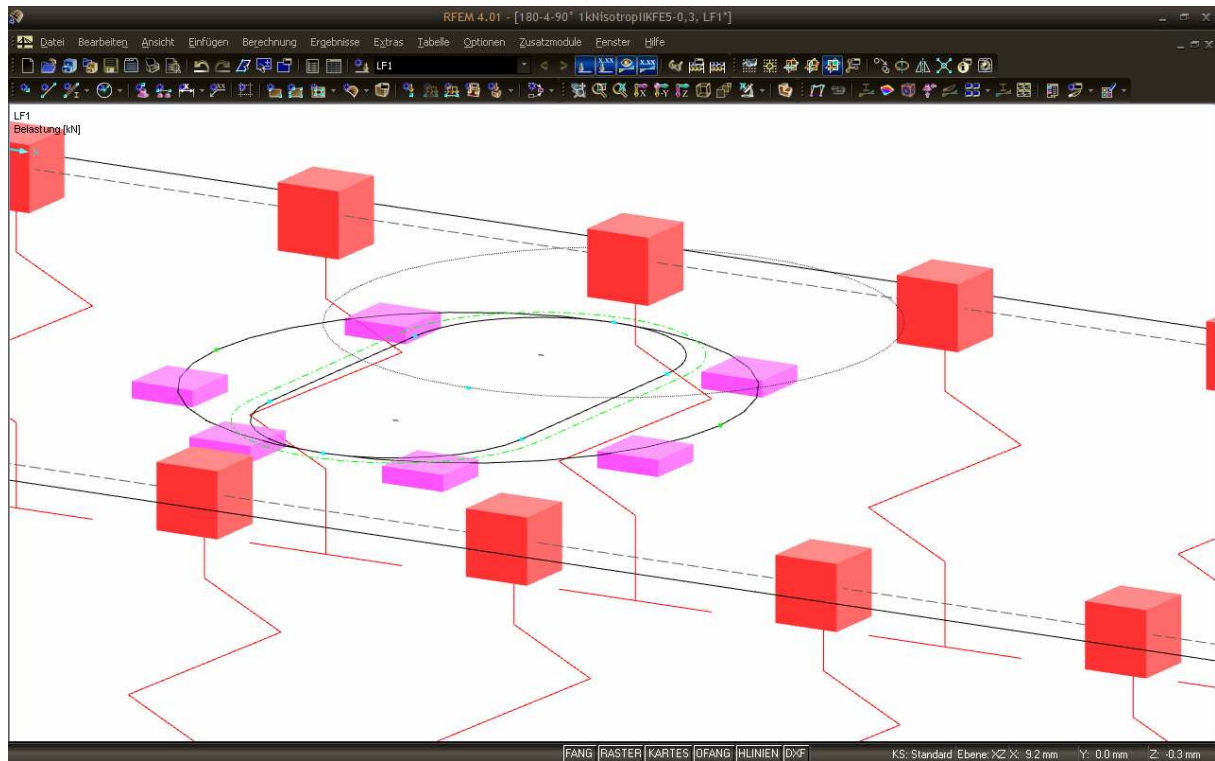 RFEM 4.01 - [180-4-90° 1kNisotropIIKFE5-0,3, LF1*]
Datei Bearbeiten Ansicht Einfügen Berechnung Ergebnisse Extras Tabelle Optionen Zusatzmodule Fenster Hilfe
LF1
LF1
Belastung [kN]
x
FANG RASTER KARTES OFANG HLINIEN DXF KS: Standard Ebene: XZ X: 9.2 mm Y: 0.0 mm Z: -0.3 mm